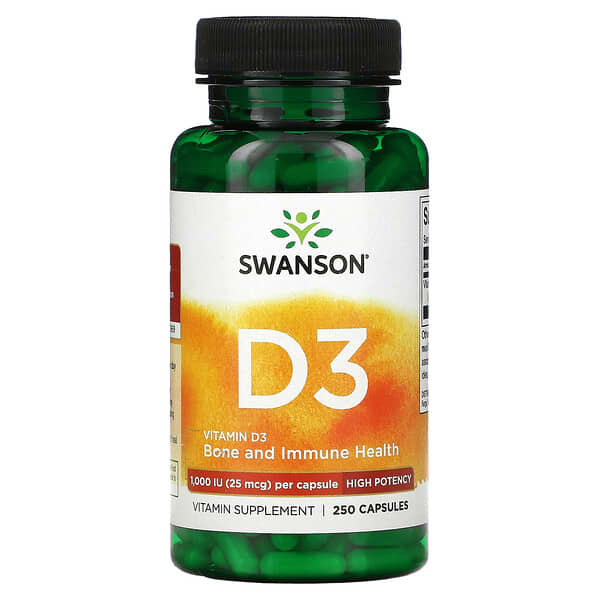 SWANSON®
D3
VITAMIN D3
Bone and Immune Health
1,000 IU (25 mcg) per capsule HIGH POTENCY
VITAMIN SUPPLEMENT | 250 CAPSULES